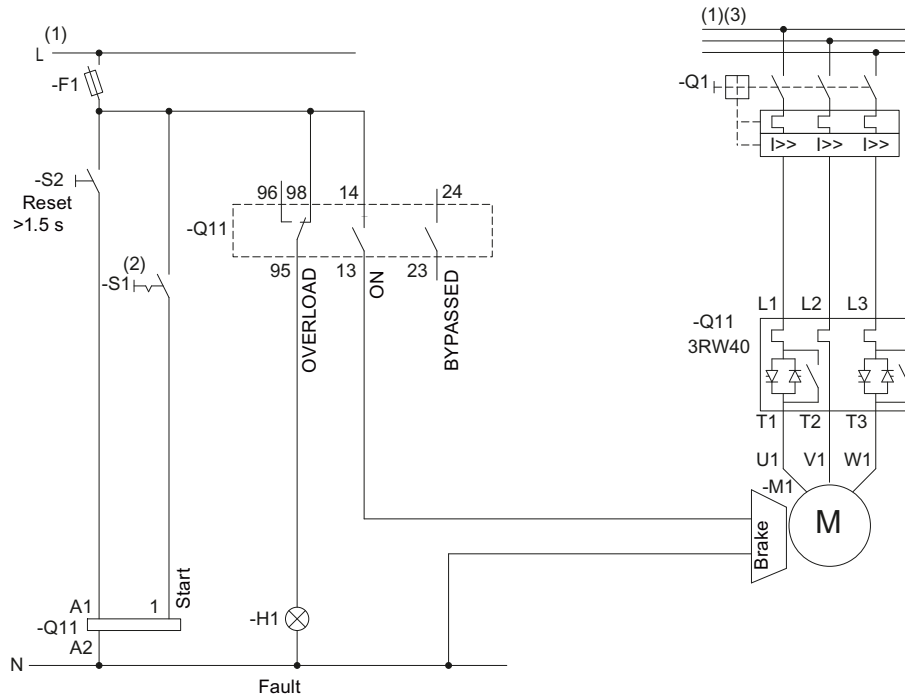 (1)
L
-F1
-S2
Reset
>1.5 s
(2)
-S1
96 98 14 24
-Q11
95 13 23
OVERLOAD
ON
BYPASSED
A1 1
Start
-Q11
A2
-H1
N
Fault
(1)(3)
-Q1
I>> I>> I>>
L1 L2 L3
-Q11
3RW40
T1 T2 T3
U1 V1 W1
-M1
M
Brake